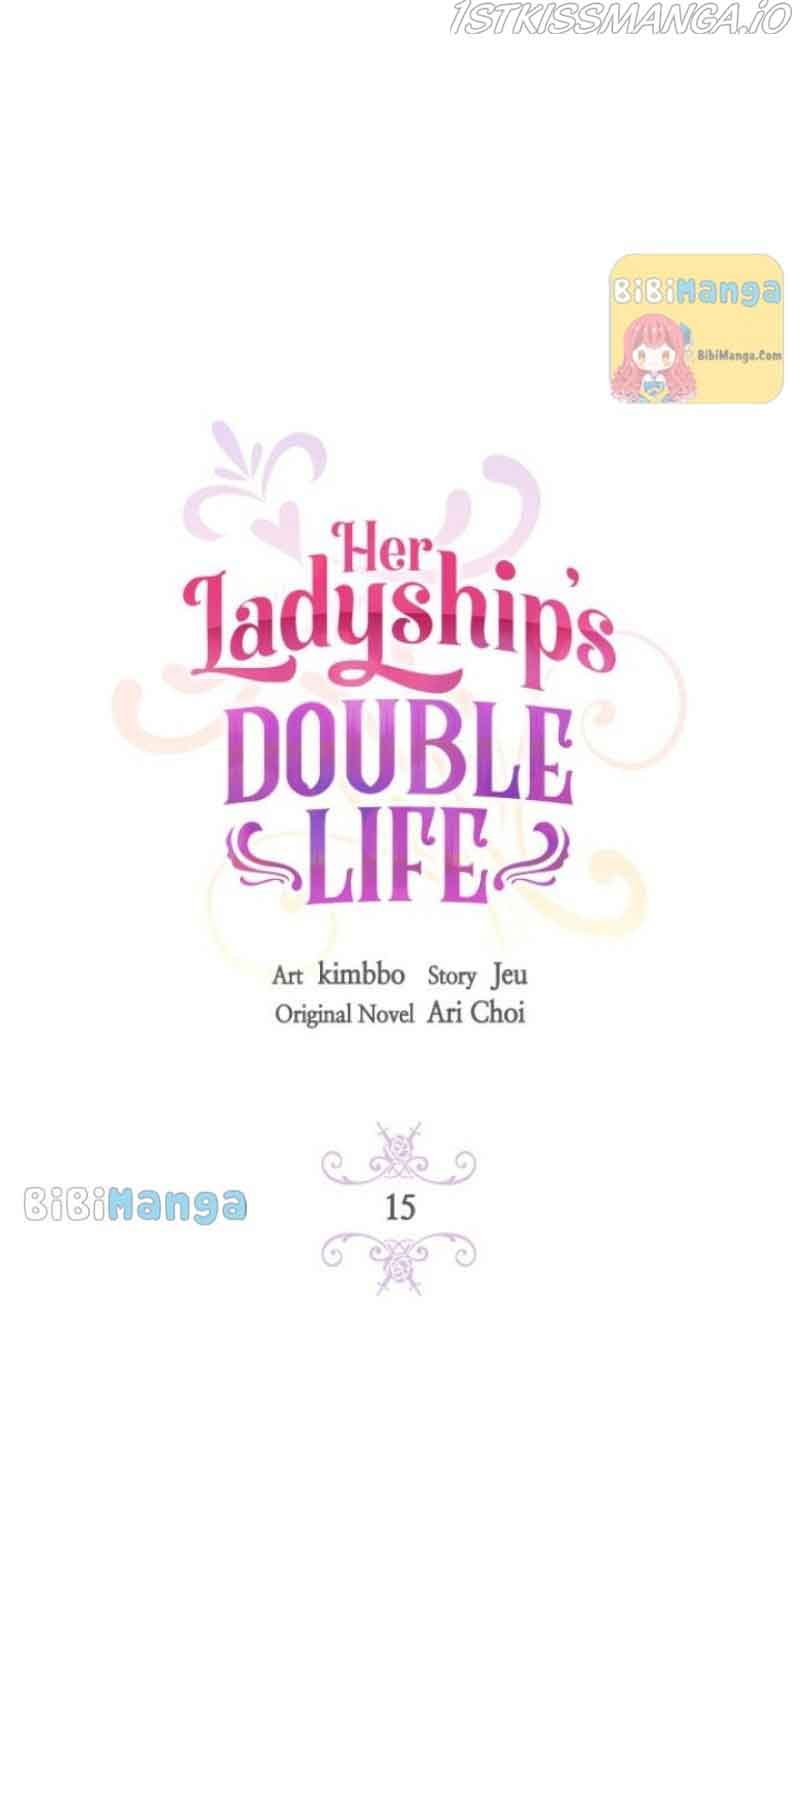 1STKISSMANGA.iO
BiBiManga
BibiManga.Com
Her
Ladyship's
DOUBLE
LIFE
Art kimbbo Story Jeu
Original Novel Ari Choi
BiBiManga
15